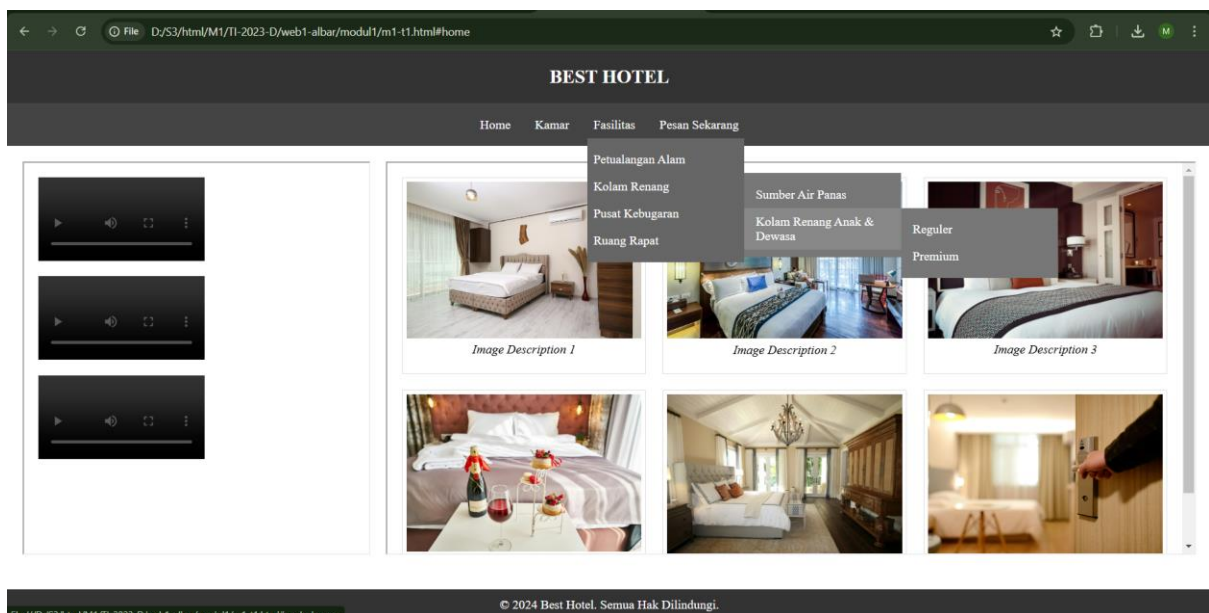 File D:/S3/html/M1/TI-2023-D/web1-albar/modul1/m1-t1.html#home
M
BEST HOTEL
Home Kamar Fasilitas Pesan Sekarang
Petualangan Alam
Kolam Renang
Pusat Kebugaran
Ruang Rapat
Sumber Air Panas
Kolam Renang Anak &
Dewasa
Reguler
Premium
Image Description 1
Image Description 2
Image Description 3
© 2024 Best Hotel. Semua Hak Dilindungi.